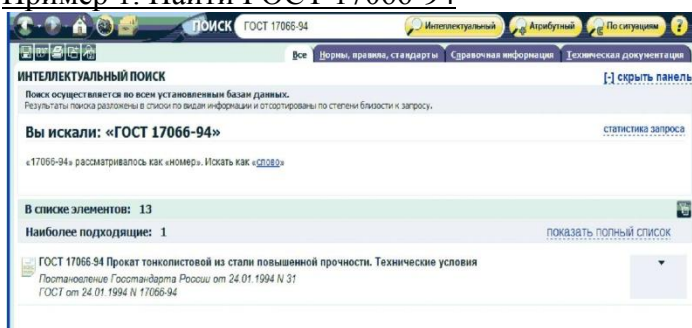 Пример 1. Найти ГОСТ 17066-94
ПОИСК ГОСТ 17066-94 Интеллектуальный Атрибутный По ситуациям ?
Все Нормы, правила, стандарты Справочная информация Техническая документация
ИНТЕЛЛЕКТУАЛЬНЫЙ ПОИСК [-] скрыть панель
Поиск осуществляется по всем установленным базам данных.
Результаты поиска разложены в списки по видам информации и отсортированы по степени близости к запросу.
Вы искали: «ГОСТ 17066-94» статистика запроса
«17066-94» рассматривалось как «номер». Искать как «слово»
В списке элементов: 13
Наиболее подходящие: 1 показать полный список
ГОСТ 17066-94 Прокат тонколистовой из стали повышенной прочности. Технические условия
Постановление Госстандарта России от 24.01.1994 N 31
ГОСТ от 24.01.1994 N 17066-94